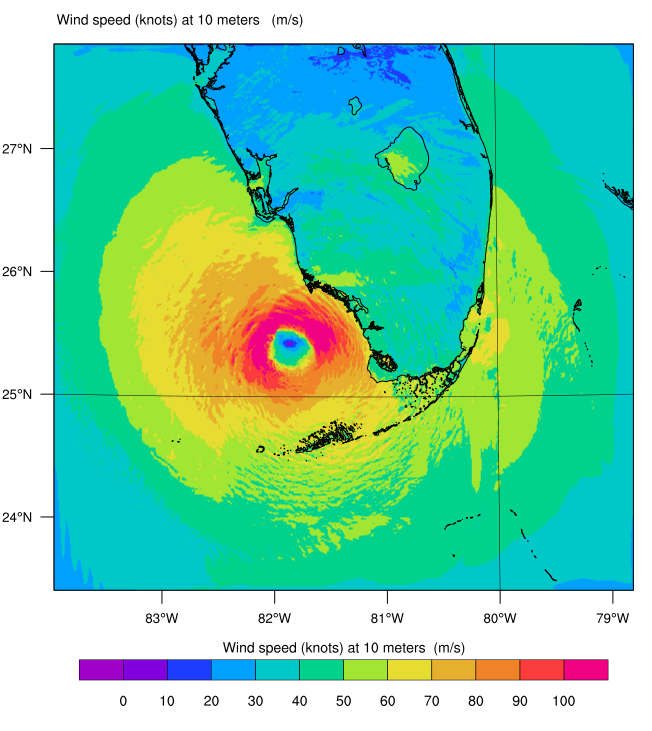 Wind speed (knots) at 10 meters (m/s)
27°N
26°N
25°N
24°N
83°W 82°W 81°W 80°W 79°W
Wind speed (knots) at 10 meters (m/s)
0 10 20 30 40 50 60 70 80 90 100